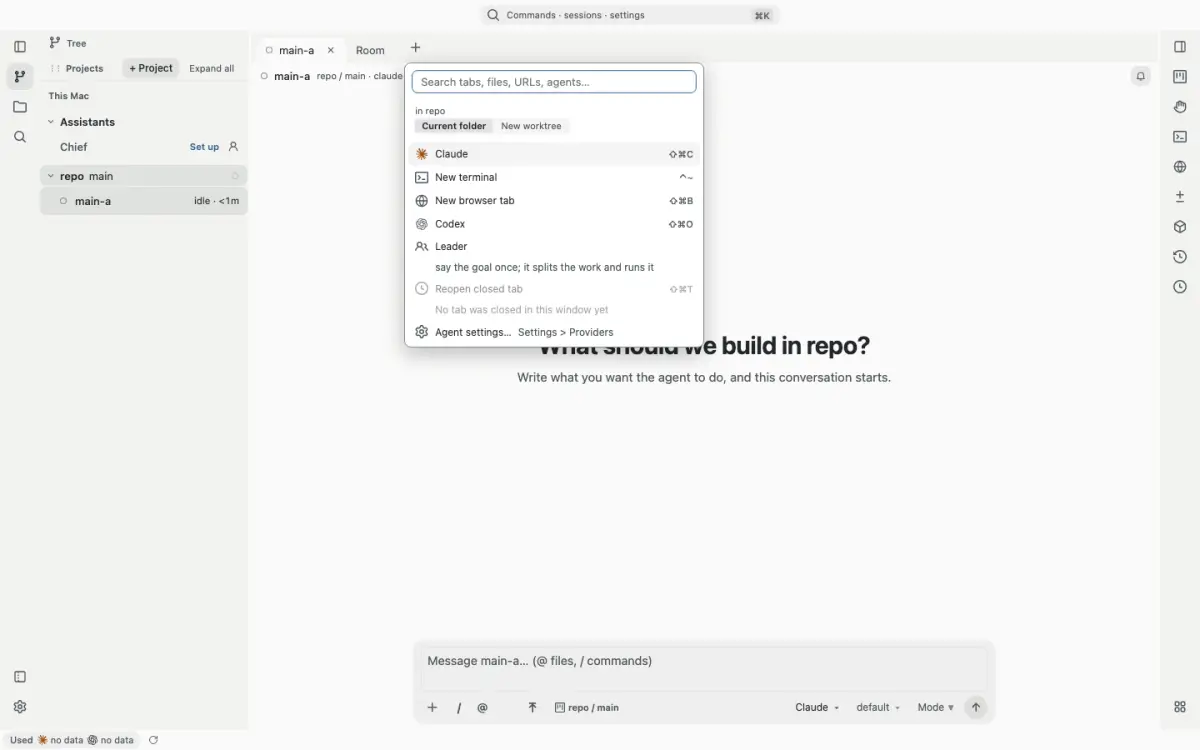 Commands · sessions · settings ⌘K
Tree
Projects + Project Expand all
This Mac
Assistants
Chief Set up
repo main
main-a idle · <1m
main-a × Room +
main-a repo / main · claude
Search tabs, files, URLs, agents...
in repo
Current folder New worktree
Claude ⇧⌘C
New terminal ^~
New browser tab ⇧⌘B
Codex ⇧⌘O
Leader
say the goal once; it splits the work and runs it
Reopen closed tab ⇧⌘T
No tab was closed in this window yet
Agent settings... Settings > Providers
What should we build in repo?
Write what you want the agent to do, and this conversation starts.
Message main-a... (@ files, / commands)
+ / @ repo / main Claude default Mode
Used no data no data